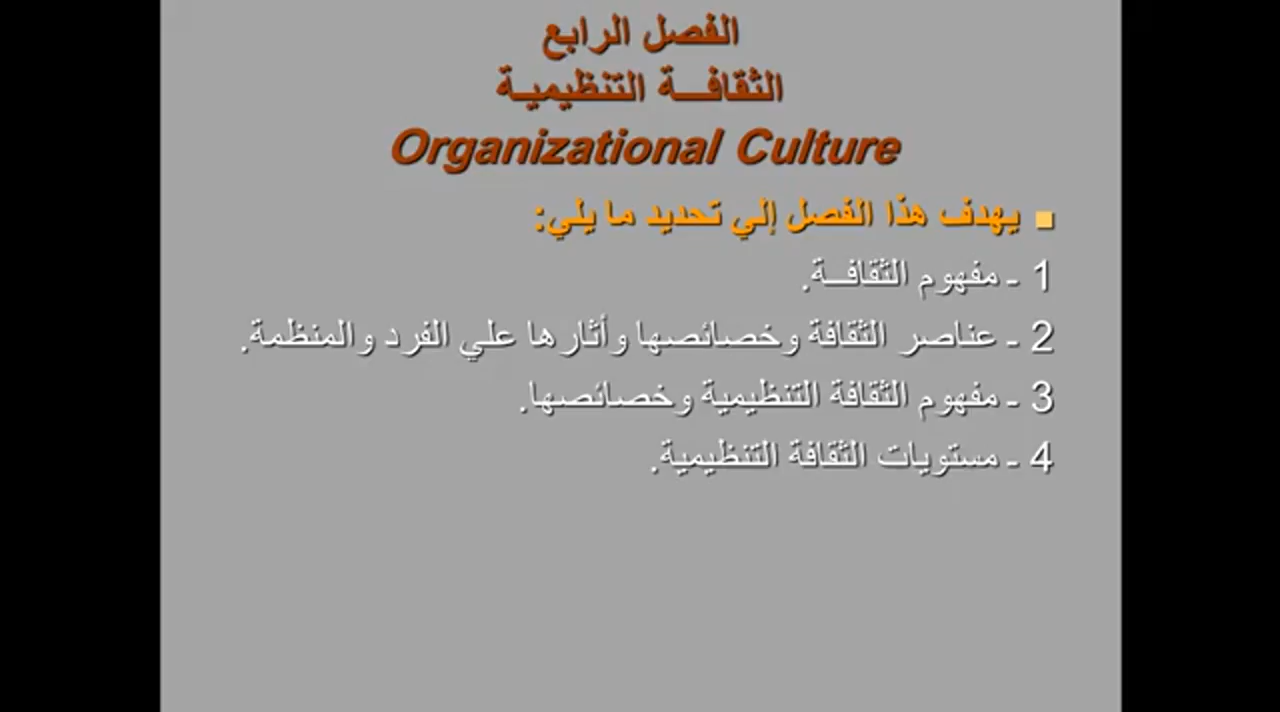 الفصل الرابع
الثقافـــة التنظيميـة
Organizational Culture
يهدف هذا الفصل إلي تحديد ما يلي:
1 ـ مفهوم الثقافــة.
2 ـ عناصر الثقافة وخصائصها وأثارها علي الفرد والمنظمة.
3 ـ مفهوم الثقافة التنظيمية وخصائصها.
4 ـ مستويات الثقافة التنظيمية.